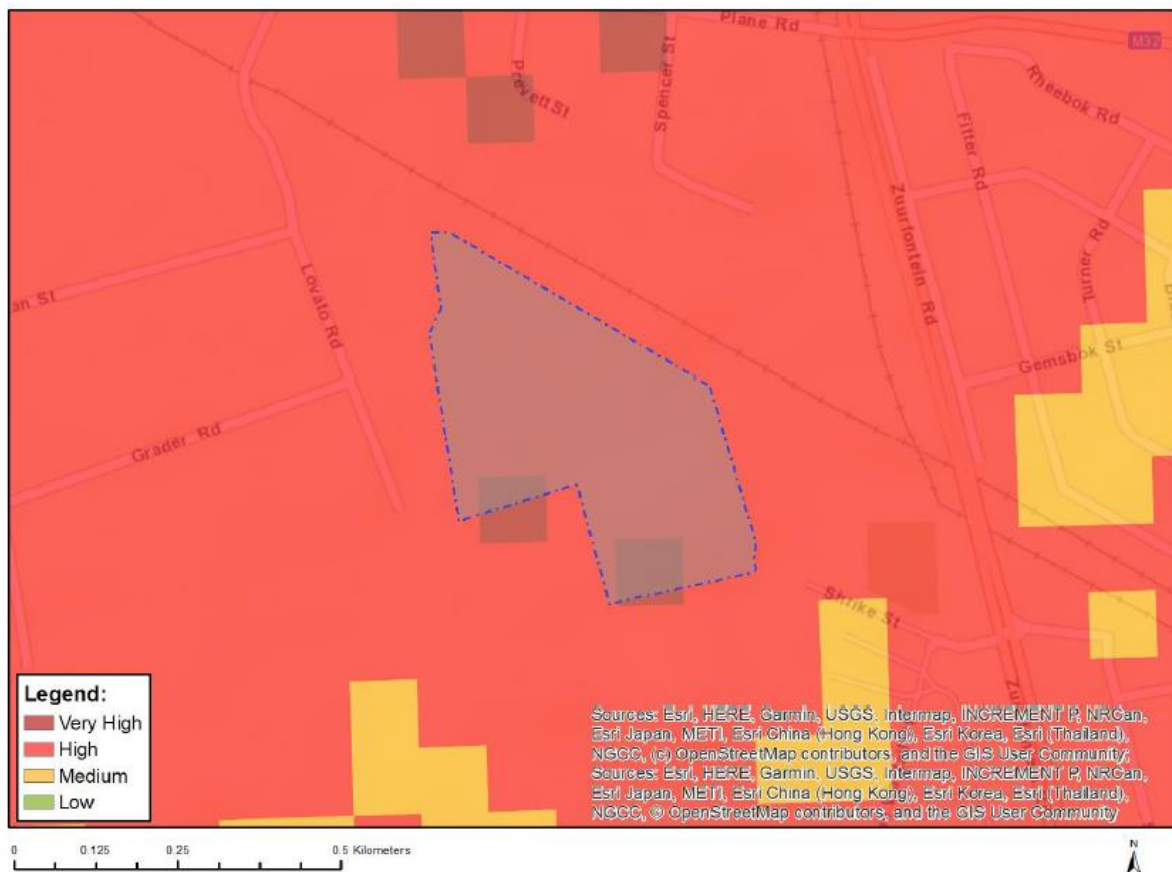 Plane Rd
M32
Prevett St
Spencer St
Rheebok Rd
Fitter Rd
Zuurfontein Rd
Turner Rd
an St
Lovato Rd
Gemsbok St
Grader Rd
Shrike St
Legend:
Very High
High
Medium
Low
Sources: Esri, HERE, Garmin, USGS, Intermap, INCREMENT P, NRCan,
Esri Japan, METI, Esri China (Hong Kong), Esri Korea, Esri (Thailand),
NGCC, (c) OpenStreetMap contributors, and the GIS User Community;
Sources: Esri, HERE, Garmin, USGS, Intermap, INCREMENT P, NRCan,
Esri Japan, METI, Esri China (Hong Kong), Esri Korea, Esri (Thailand),
NGCC, © OpenStreetMap contributors, and the GIS User Community
0 0.125 0.25 0.5 Kilometers
N